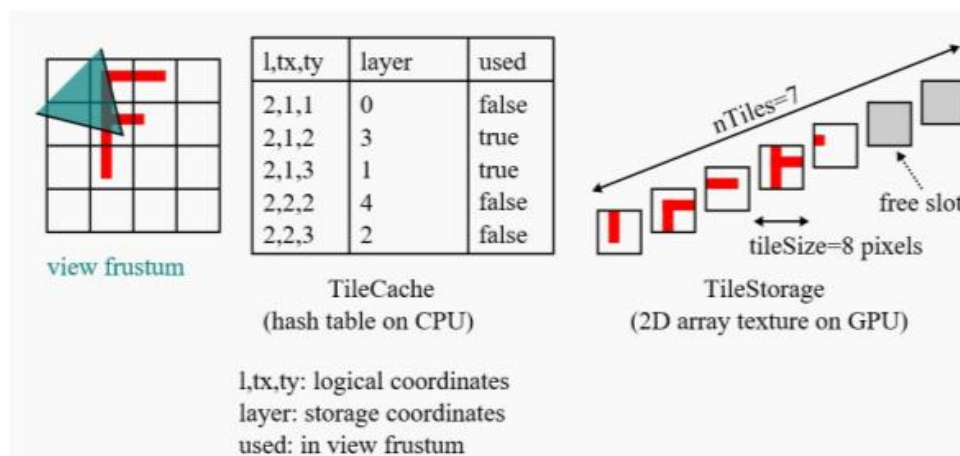 view frustum
l,tx,ty layer used
2,1,1 0 false
2,1,2 3 true
2,1,3 1 true
2,2,2 4 false
2,2,3 2 false
TileCache
(hash table on CPU)
l,tx,ty: logical coordinates
layer: storage coordinates
used: in view frustum
nTiles=7
free slot
tileSize=8 pixels
TileStorage
(2D array texture on GPU)